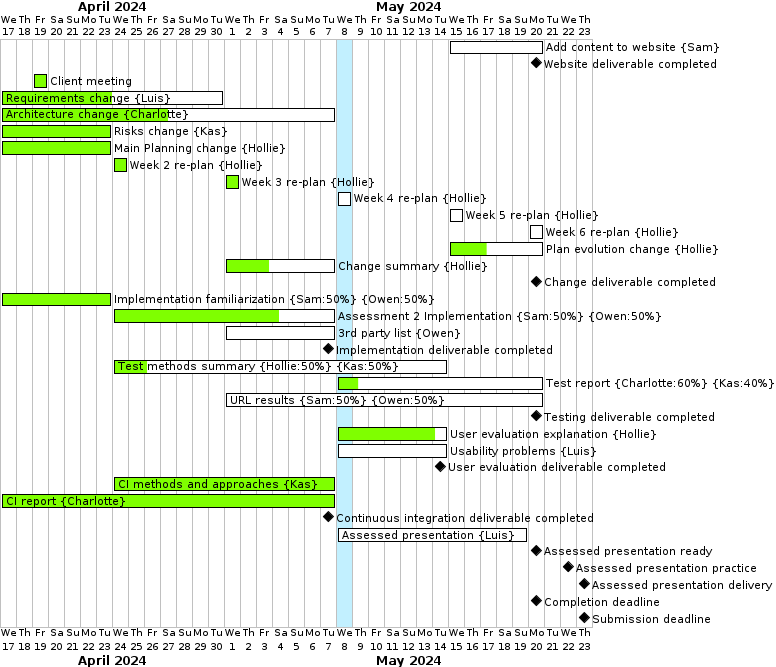 April 2024 May 2024
We Th Fr Sa Su Mo Tu We Th Fr Sa Su Mo Tu We Th Fr Sa Su Mo Tu We Th Fr Sa Su Mo Tu We Th Fr Sa Su Mo Tu We Th
17 18 19 20 21 22 23 24 25 26 27 28 29 30 1 2 3 4 5 6 7 8 9 10 11 12 13 14 15 16 17 18 19 20 21 22 23
Add content to website {Sam}
Website deliverable completed
Client meeting
Requirements change {Luis}
Architecture change {Charlotte}
Risks change {Kas}
Main Planning change {Hollie}
Week 2 re-plan {Hollie}
Week 3 re-plan {Hollie}
Week 4 re-plan {Hollie}
Week 5 re-plan {Hollie}
Week 6 re-plan {Hollie}
Plan evolution change {Hollie}
Change summary {Hollie}
Change deliverable completed
Implementation familiarization {Sam:50%} {Owen:50%}
Assessment 2 Implementation {Sam:50%} {Owen:50%}
3rd party list {Owen}
Implementation deliverable completed
Test methods summary {Hollie:50%} {Kas:50%}
Test report {Charlotte:60%} {Kas:40%}
URL results {Sam:50%} {Owen:50%}
Testing deliverable completed
User evaluation explanation {Hollie}
Usability problems {Luis}
User evaluation deliverable completed
CI methods and approaches {Kas}
CI report {Charlotte}
Continuous integration deliverable completed
Assessed presentation {Luis}
Assessed presentation ready
Assessed presentation practice
Assessed presentation delivery
Completion deadline
Submission deadline
We Th Fr Sa Su Mo Tu We Th Fr Sa Su Mo Tu We Th Fr Sa Su Mo Tu We Th Fr Sa Su Mo Tu We Th Fr Sa Su Mo Tu We Th
17 18 19 20 21 22 23 24 25 26 27 28 29 30 1 2 3 4 5 6 7 8 9 10 11 12 13 14 15 16 17 18 19 20 21 22 23
April 2024 May 2024